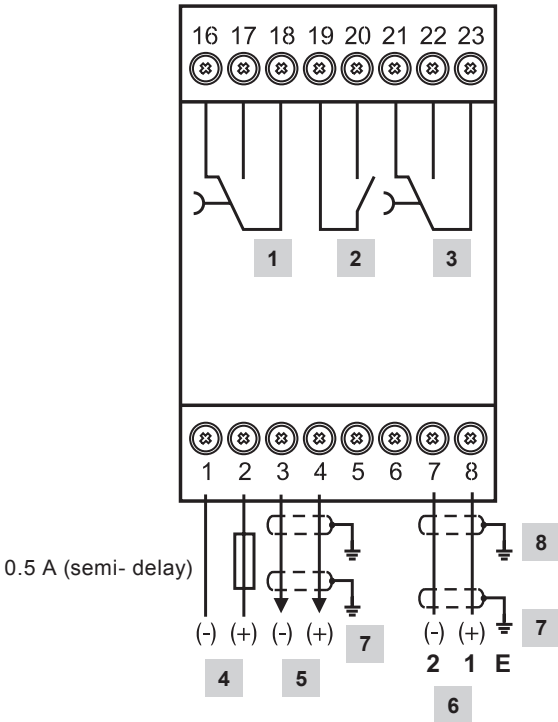 16 17 18 19 20 21 22 23
1 2 3
1 2 3 4 5 6 7 8
8
0.5 A (semi- delay)
(-) (+) (-) (+) 7 (-) (+) 7
4 5 2 1 E
6